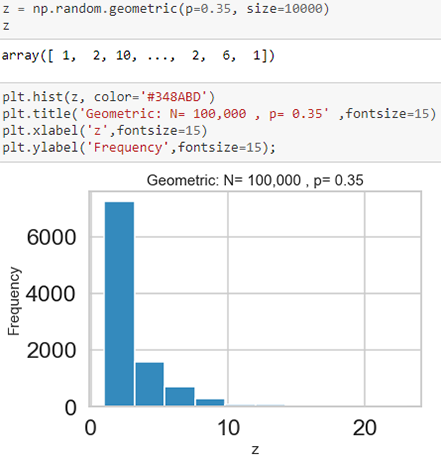 z = np.random.geometric(p=0.35, size=10000)
z
array([ 1,  2, 10, ...,  2,  6,  1])
plt.hist(z, color='#348ABD')
plt.title('Geometric: N= 100,000 , p= 0.35' ,fontsize=15)
plt.xlabel('z',fontsize=15)
plt.ylabel('Frequency',fontsize=15);
Geometric: N= 100,000 , p= 0.35
Frequency
6000
4000
2000
0
0 10 20
z